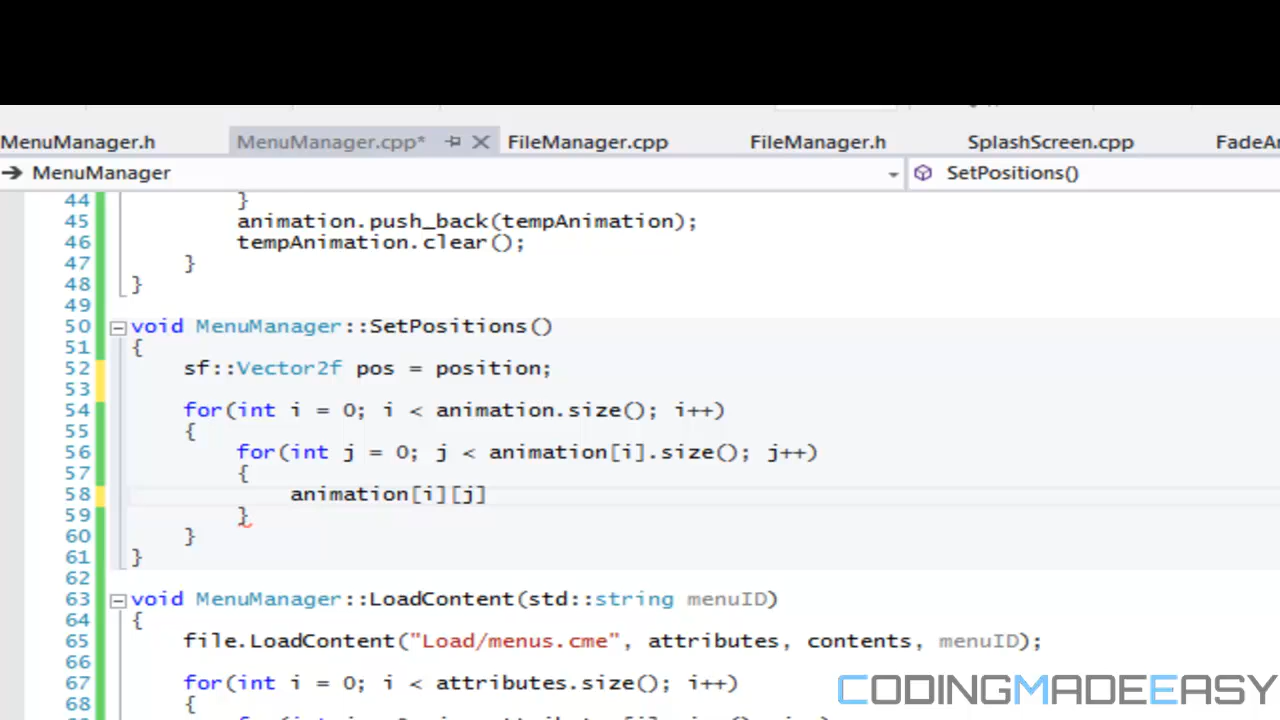 MenuManager.h MenuManager.cpp* FileManager.cpp FileManager.h SplashScreen.cpp
MenuManager SetPositions()
44 }
45 animation.push_back(tempAnimation);
46 tempAnimation.clear();
47 }
48 }
49
50 void MenuManager::SetPositions()
51 {
52 sf::Vector2f pos = position;
53
54 for(int i = 0; i < animation.size(); i++)
55 {
56 for(int j = 0; j < animation[i].size(); j++)
57 {
58 animation[i][j]
59 }
60 }
61 }
62
63 void MenuManager::LoadContent(std::string menuID)
64 {
65 file.LoadContent("Load/menus.cme", attributes, contents, menuID);
66
67 for(int i = 0; i < attributes.size(); i++)
68 {
CODINGMADEEASY